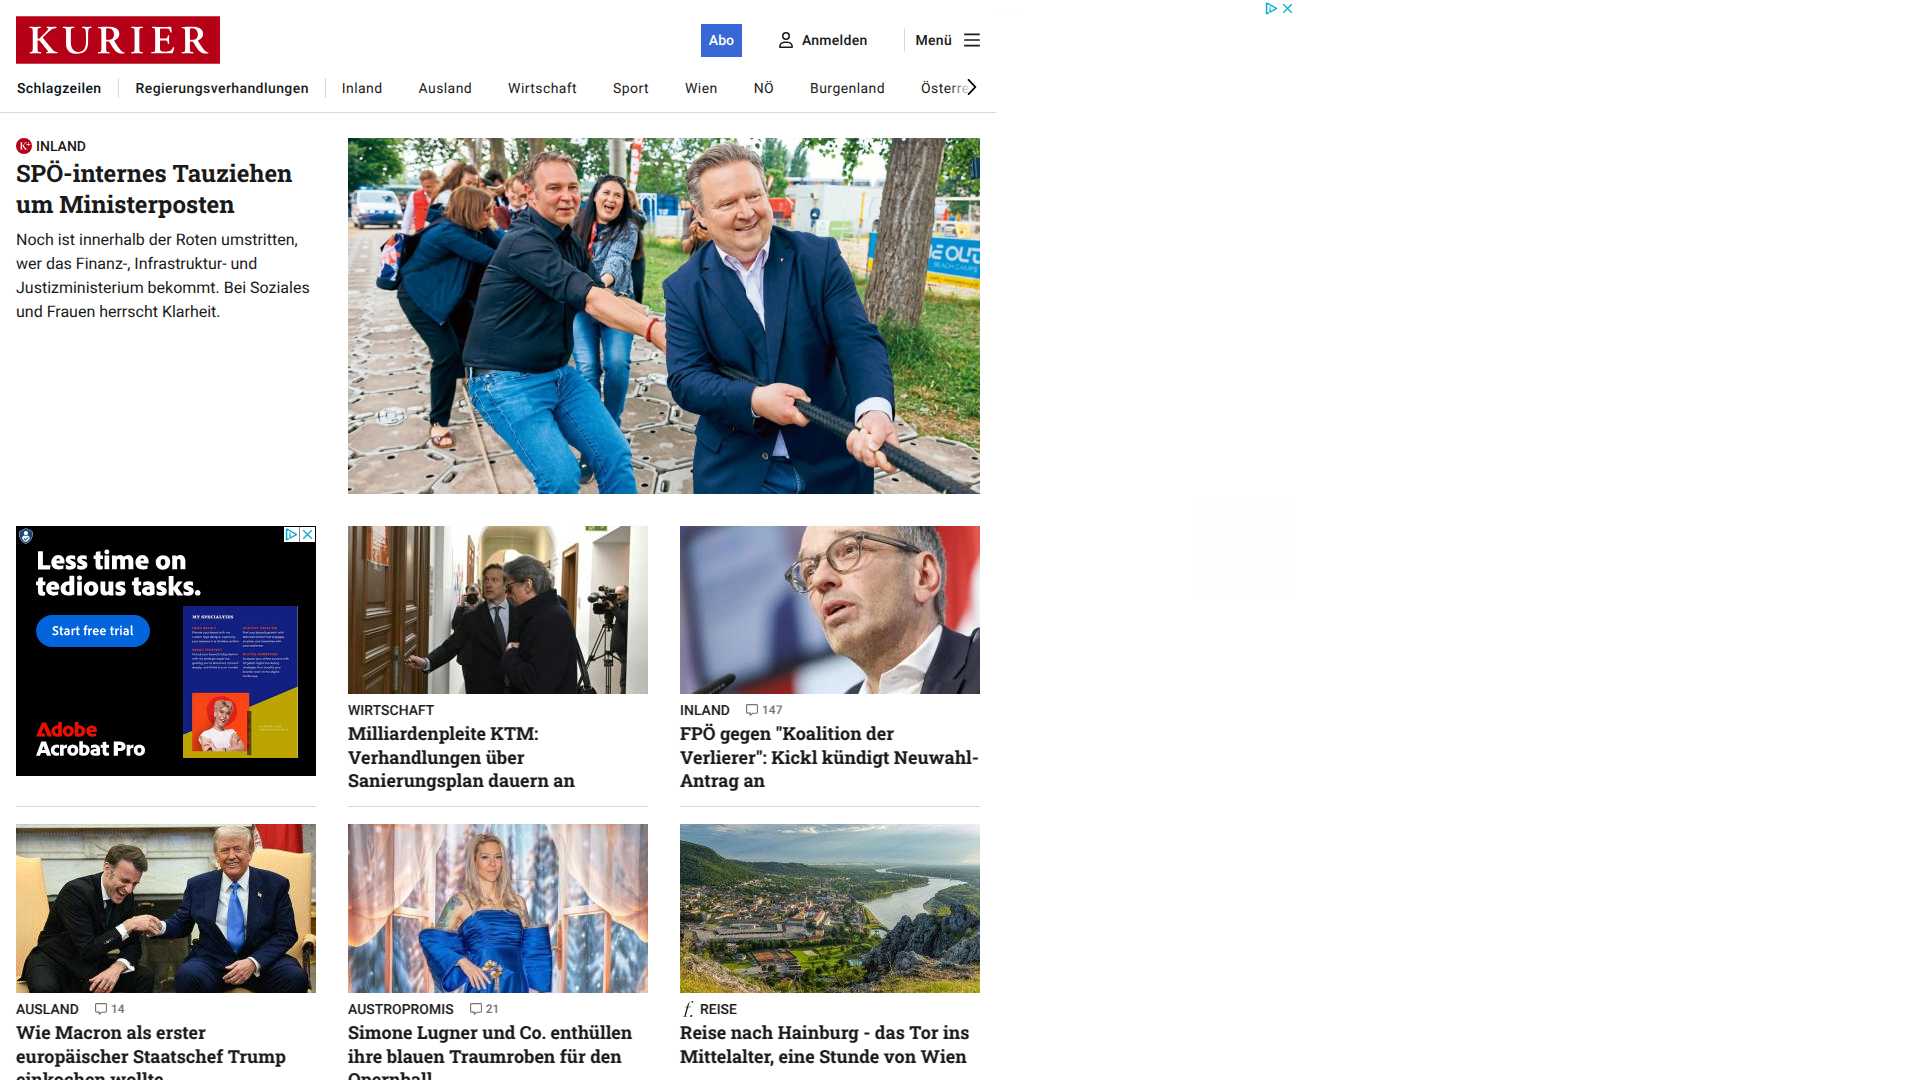 KURIER
Abo
Anmelden
Menü
Schlagzeilen
Regierungsverhandlungen
Inland
Ausland
Wirtschaft
Sport
Wien
NÖ
Burgenland
INLAND
SPÖ-internes Tauziehen
um Ministerposten
Noch ist innerhalb der Roten umstritten,
wer das Finanz-, Infrastruktur- und
Justizministerium bekommt. Bei Soziales
und Frauen herrscht Klarheit.
Less time on
tedious tasks.
Start free trial
MY SPECIALTIES
Adobe
Acrobat Pro
WIRTSCHAFT
Milliardenpleite KTM:
Verhandlungen über
Sanierungsplan dauern an
INLAND 147
FPÖ gegen "Koalition der
Verlierer": Kickl kündigt Neuwahl-
Antrag an
AUSLAND 14
Wie Macron als erster
europäischer Staatschef Trump
einkochen wollte
AUSTROPROMIS 21
Simone Lugner und Co. enthüllen
ihre blauen Traumroben für den
Opernball
f. REISE
Reise nach Hainburg - das Tor ins
Mittelalter, eine Stunde von Wien